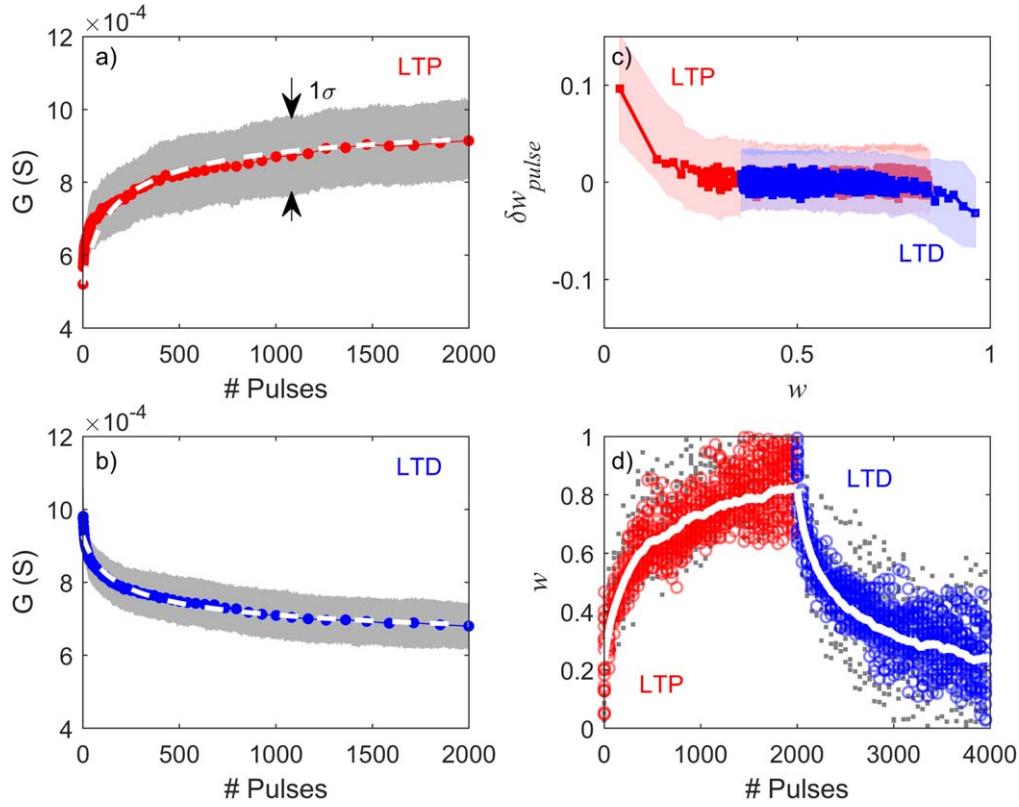 ×10⁻⁴
12
10
8
6
4
G (S)
a)
LTP
1σ
0
500
1000
1500
2000
# Pulses
c)
LTP
LTD
0.1
0
-0.1
δw_pulse
0
0.5
1
w
×10⁻⁴
12
10
8
6
4
G (S)
b)
LTD
0
500
1000
1500
2000
# Pulses
d)
LTD
LTP
1
0.8
0.6
0.4
0.2
0
w
0
1000
2000
3000
4000
# Pulses